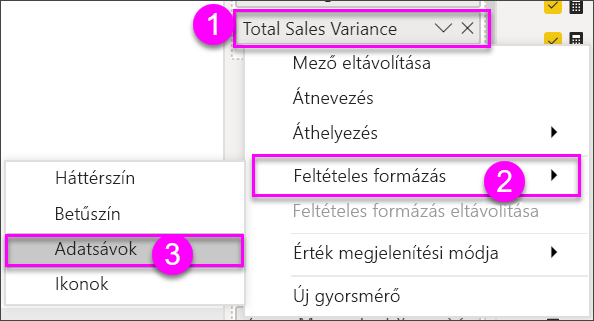 1
Total Sales Variance
Mező eltávolítása
Átnevezés
Áthelyezés
Feltételes formázás
2
Feltételes formázás eltávolítása
Érték megjelenítési módja
Új gyorsmérő
Háttérszín
Betűszín
Adatsávok
3
Ikonok